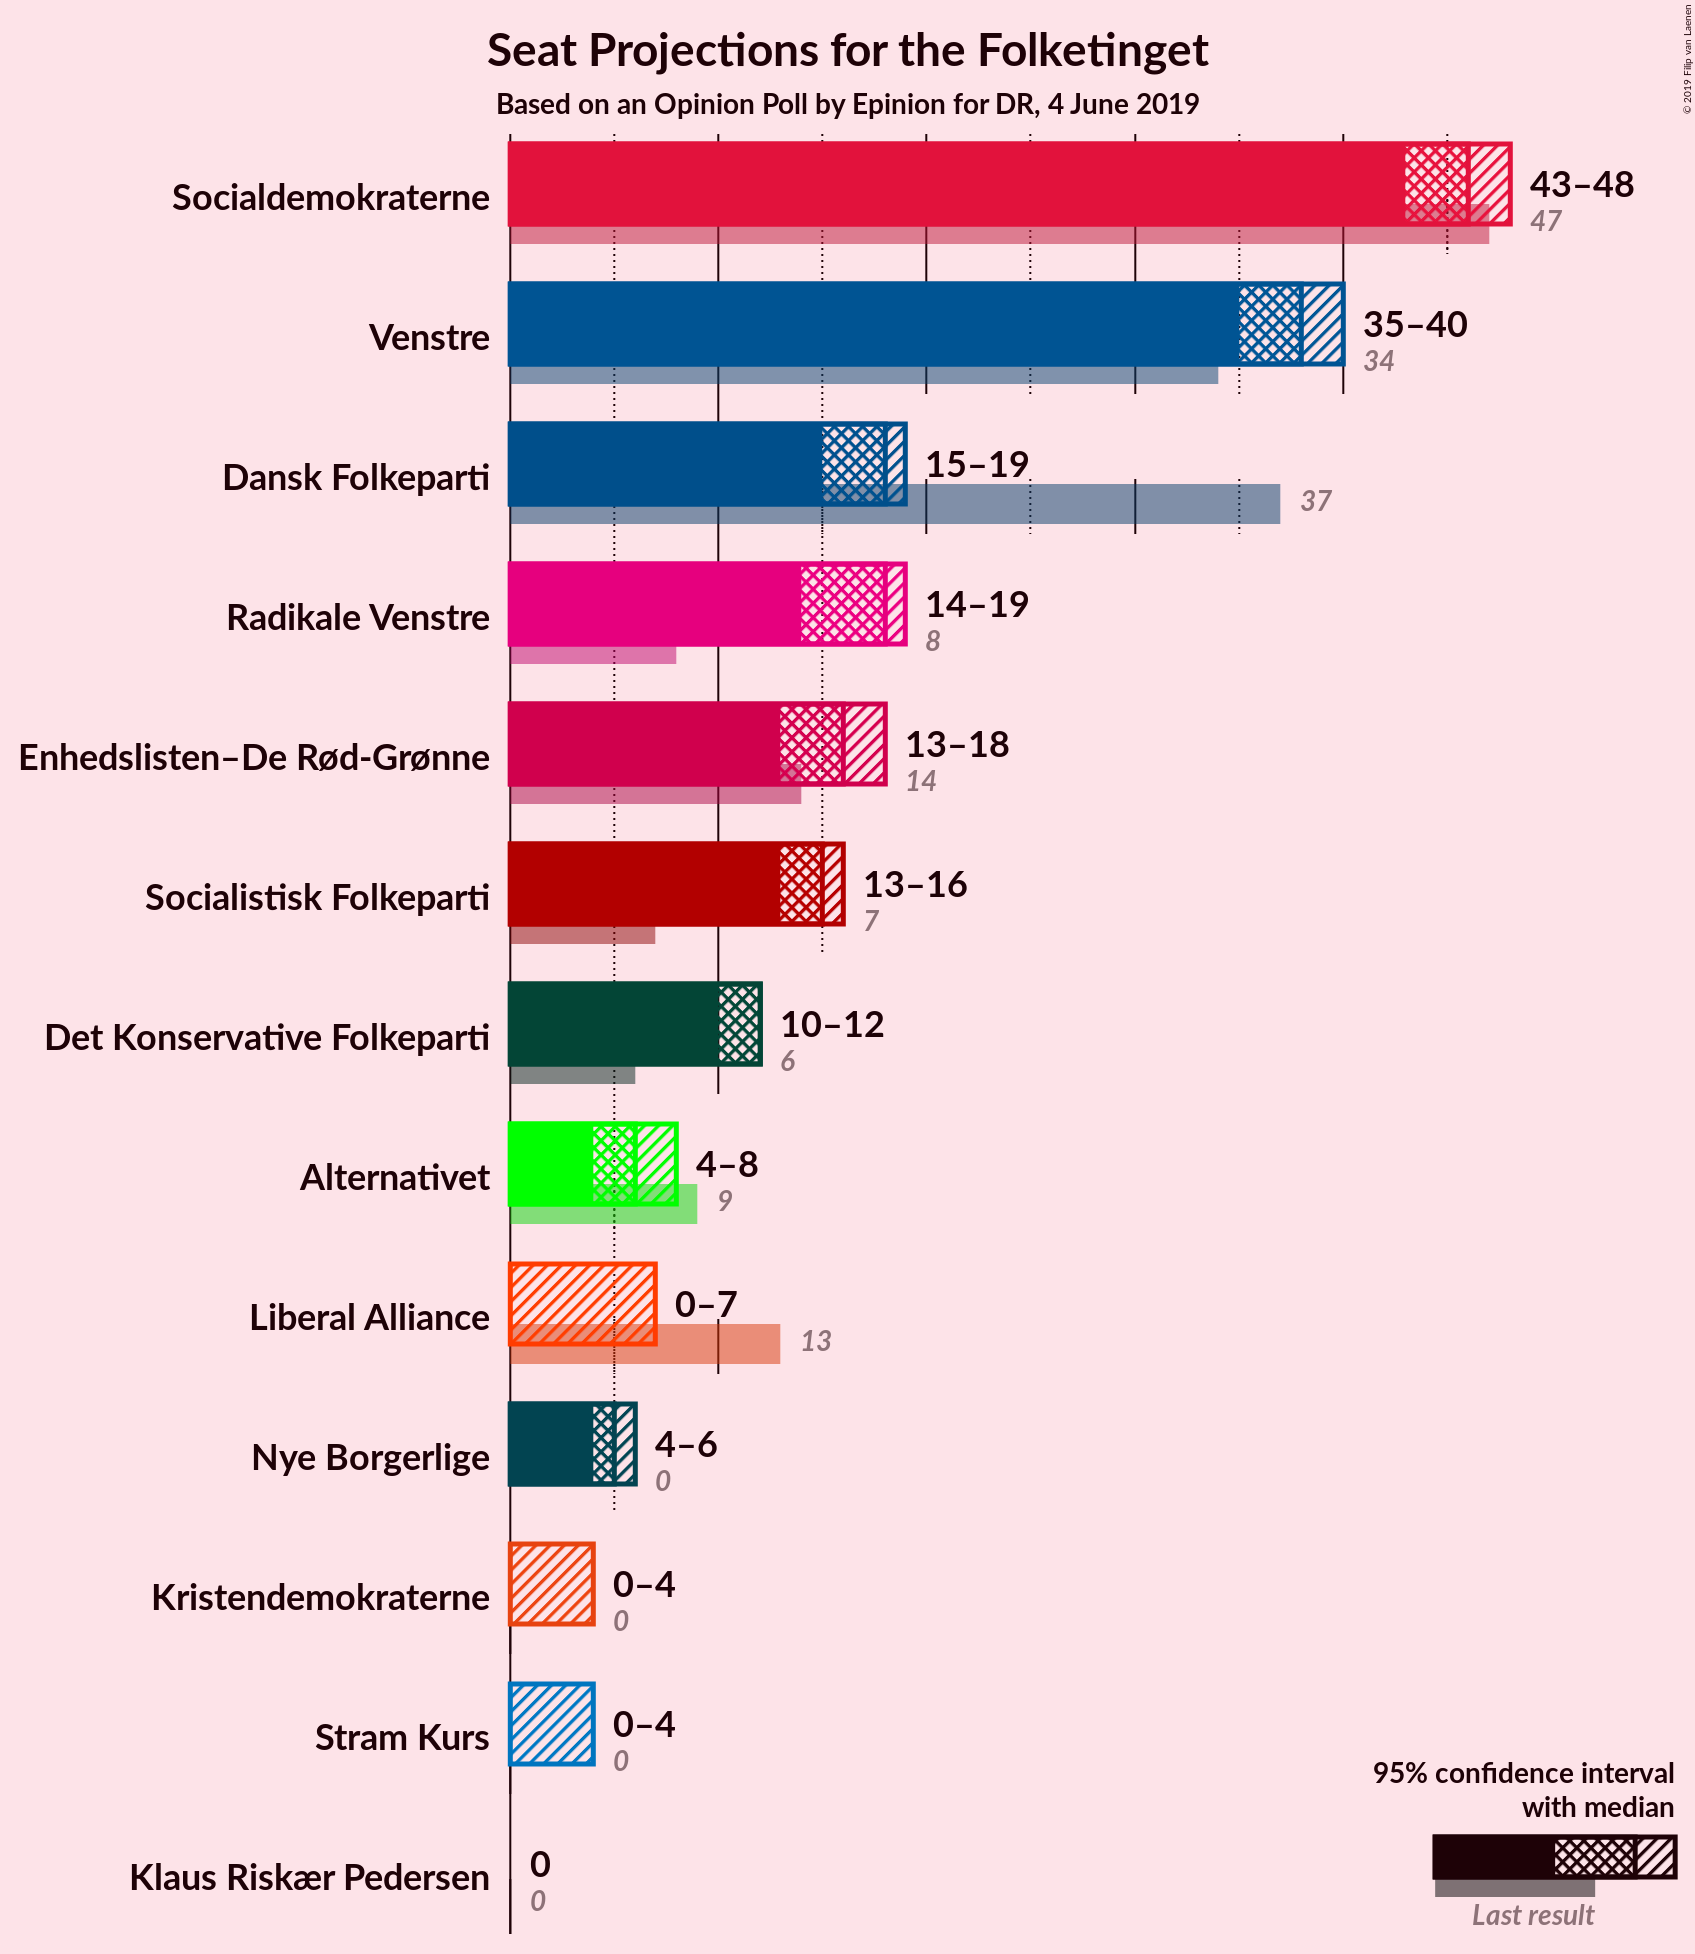 Seat Projections for the Folketinget
Based on an Opinion Poll by Epinion for DR, 4 June 2019
© 2019 Filip van Laenen
Socialdemokraterne
43–48
47
Venstre
35–40
34
Dansk Folkeparti
15–19
37
Radikale Venstre
14–19
8
Enhedslisten–De Rød-Grønne
13–18
14
Socialistisk Folkeparti
13–16
7
Det Konservative Folkeparti
10–12
6
Alternativet
4–8
9
Liberal Alliance
0–7
13
Nye Borgerlige
4–6
0
Kristendemokraterne
0–4
0
Stram Kurs
0–4
0
Klaus Riskær Pedersen
0
0
95% confidence interval
with median
Last result